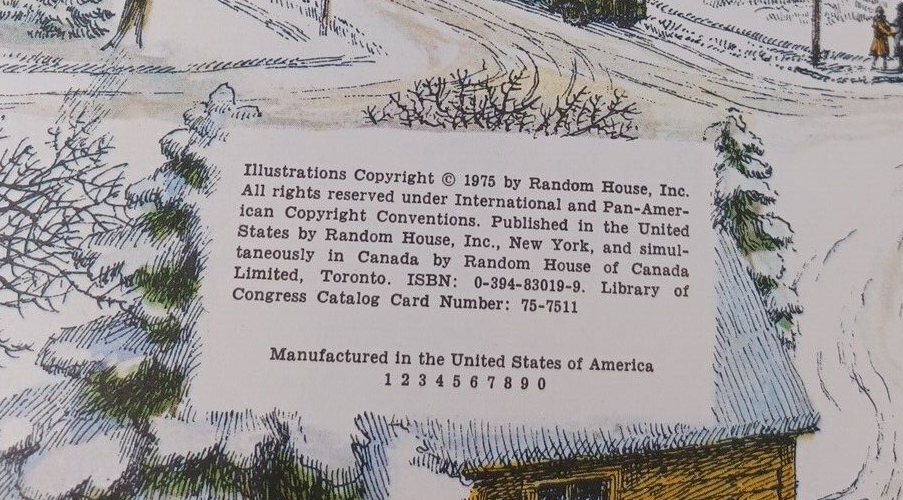 Illustrations Copyright © 1975 by Random House, Inc.
All rights reserved under International and Pan-Amer-
ican Copyright Conventions. Published in the United
States by Random House, Inc., New York, and simul-
taneously in Canada by Random House of Canada
Limited, Toronto. ISBN: 0-394-83019-9. Library of
Congress Catalog Card Number: 75-7511
Manufactured in the United States of America
1 2 3 4 5 6 7 8 9 0